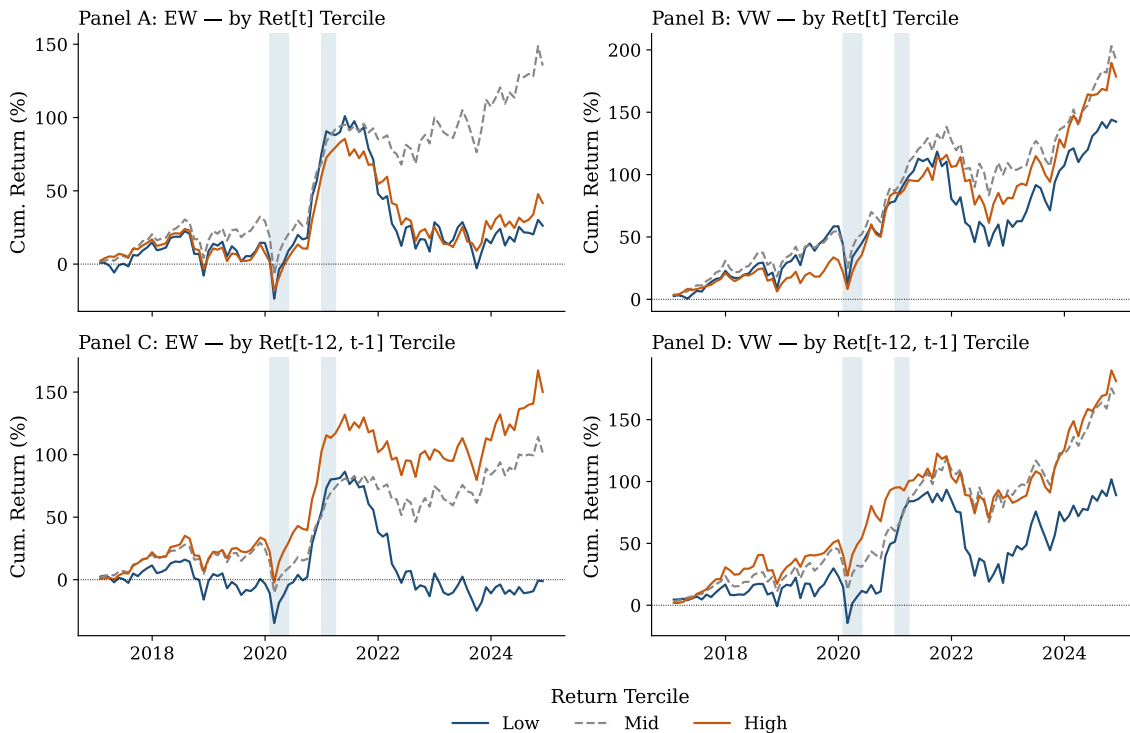 Panel A: EW — by Ret[t] Tercile
Cum. Return (%)
150
100
50
0
Panel B: VW — by Ret[t] Tercile
Cum. Return (%)
200
150
100
50
0
Panel C: EW — by Ret[t-12, t-1] Tercile
Cum. Return (%)
150
100
50
0
2018 2020 2022 2024
Panel D: VW — by Ret[t-12, t-1] Tercile
Cum. Return (%)
150
100
50
0
2018 2020 2022 2024
Return Tercile
Low Mid High